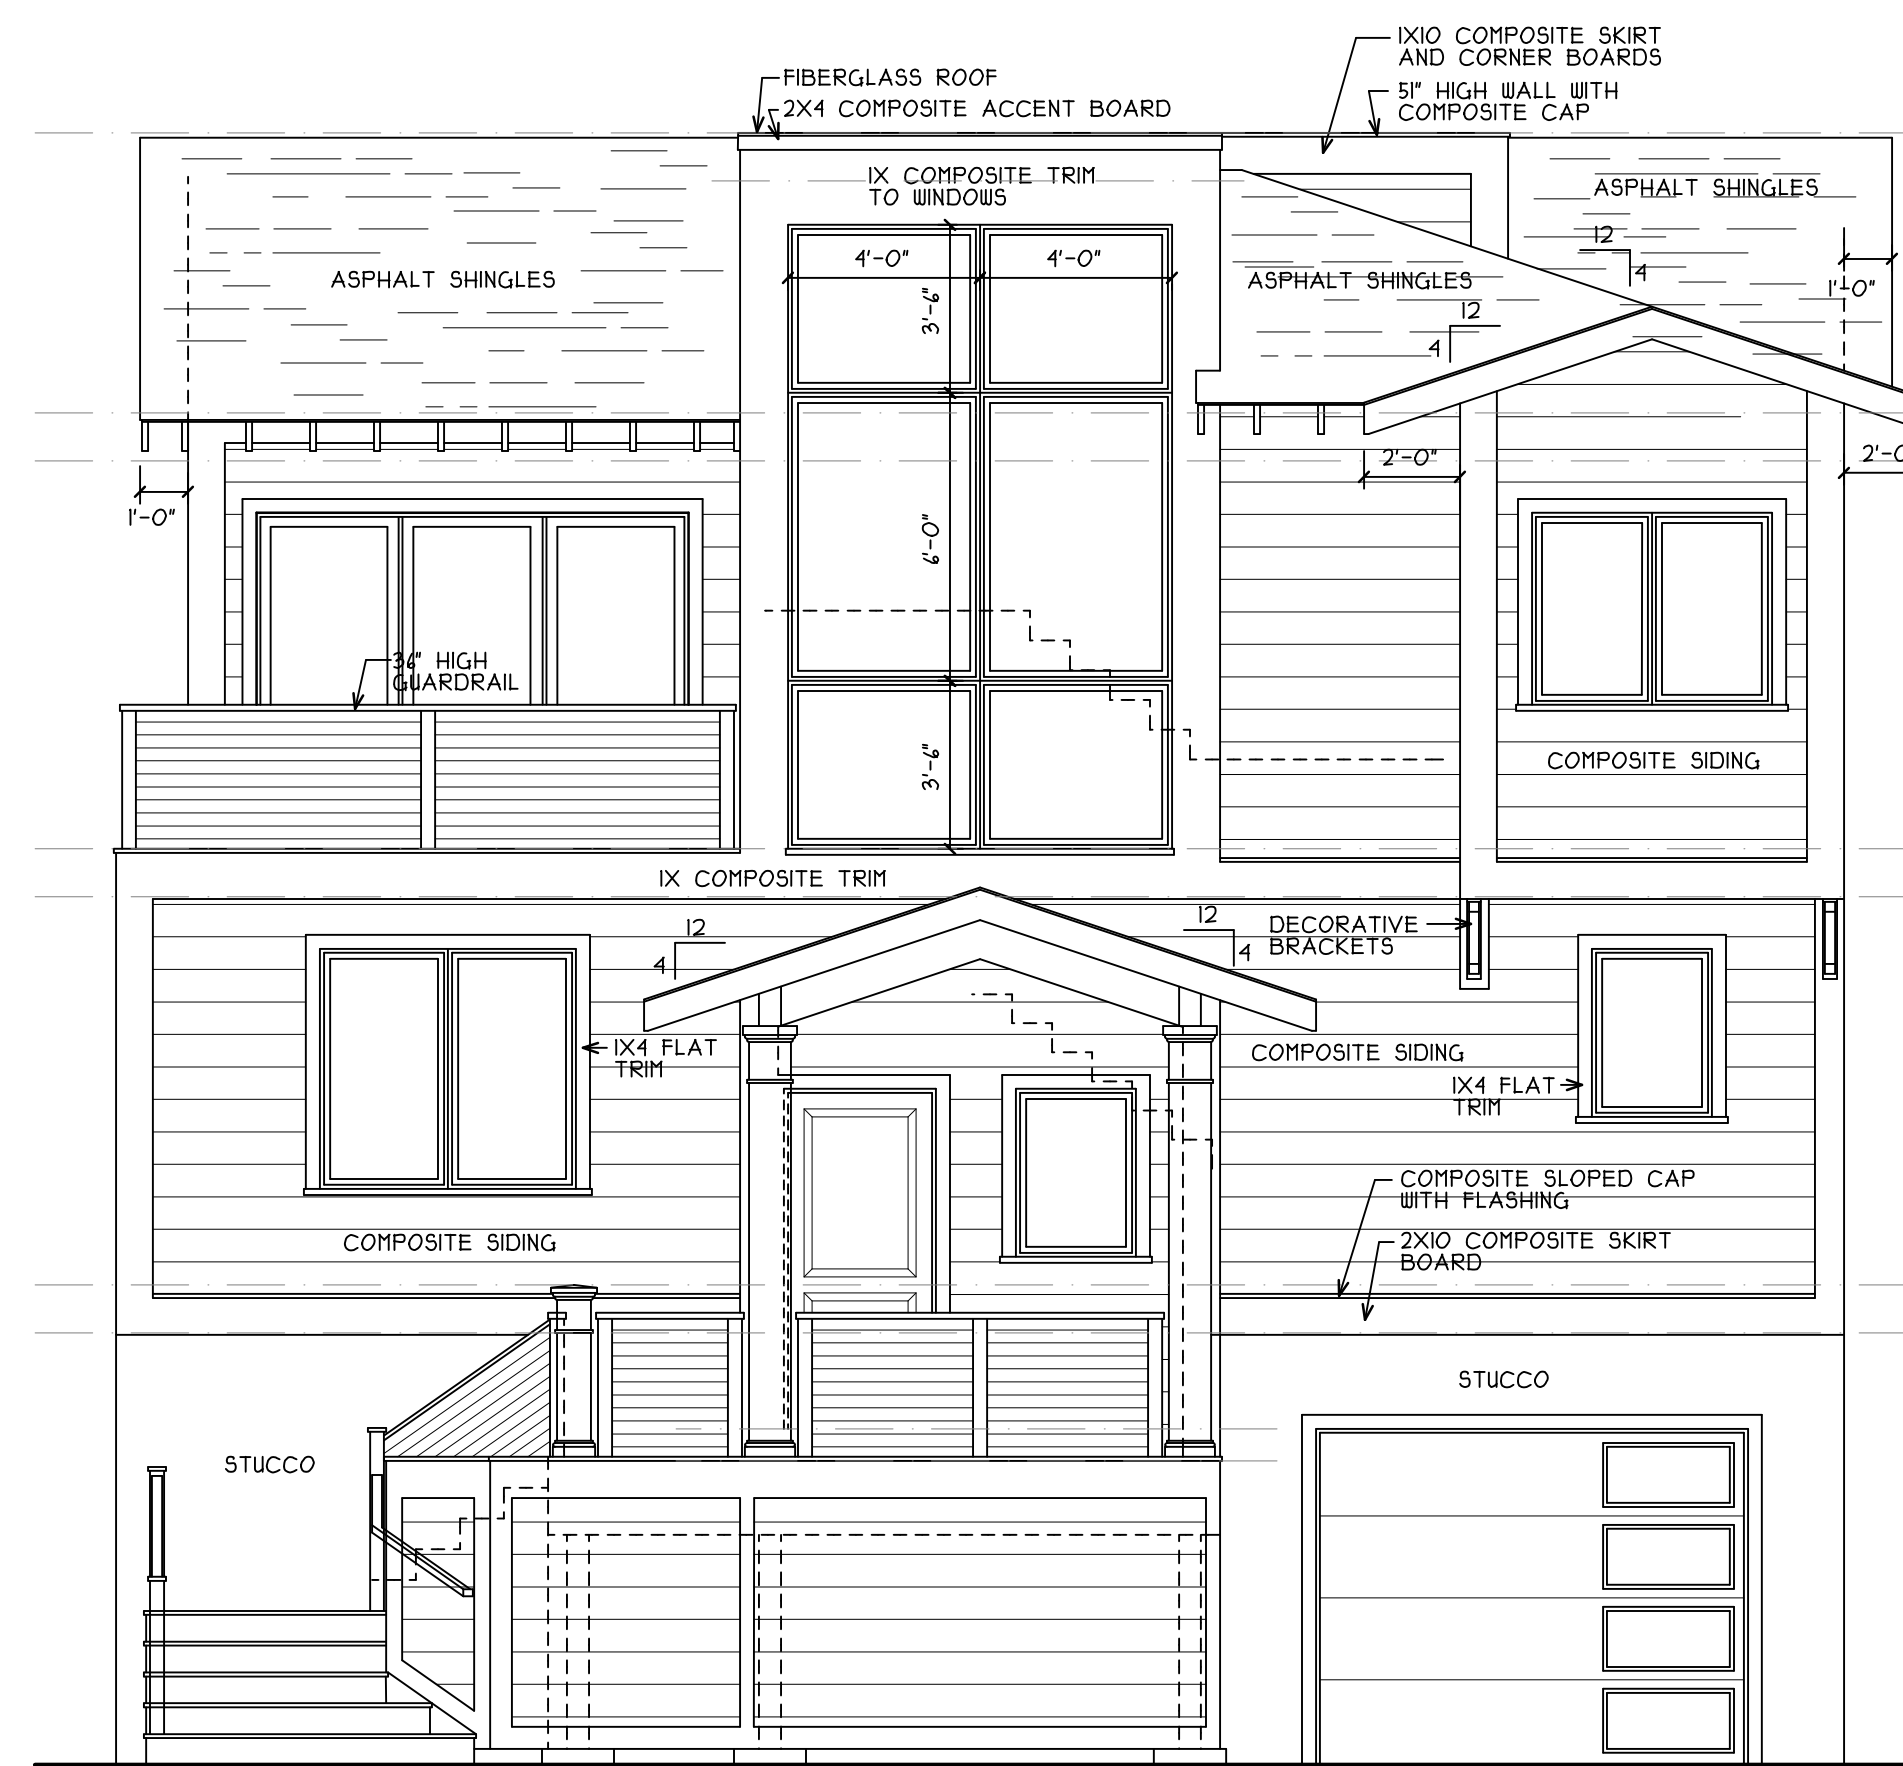 1X10 COMPOSITE SKIRT
AND CORNER BOARDS
FIBERGLASS ROOF
51" HIGH WALL WITH
COMPOSITE CAP
2X4 COMPOSITE ACCENT BOARD
1X COMPOSITE TRIM
TO WINDOWS
ASPHALT SHINGLES
12
4
4'-0"
4'-0"
ASPHALT SHINGLES
ASPHALT SHINGLES
1'-0"
3'-6"
12
4
2'-0"
2'-0
1'-0"
6'-0"
36" HIGH
GUARDRAIL
3'-6"
COMPOSITE SIDING
1X COMPOSITE TRIM
12
4
12
4
DECORATIVE
BRACKETS
1X4 FLAT
TRIM
COMPOSITE SIDING
1X4 FLAT
TRIM
COMPOSITE SLOPED CAP
WITH FLASHING
COMPOSITE SIDING
2X10 COMPOSITE SKIRT
BOARD
STUCCO
STUCCO